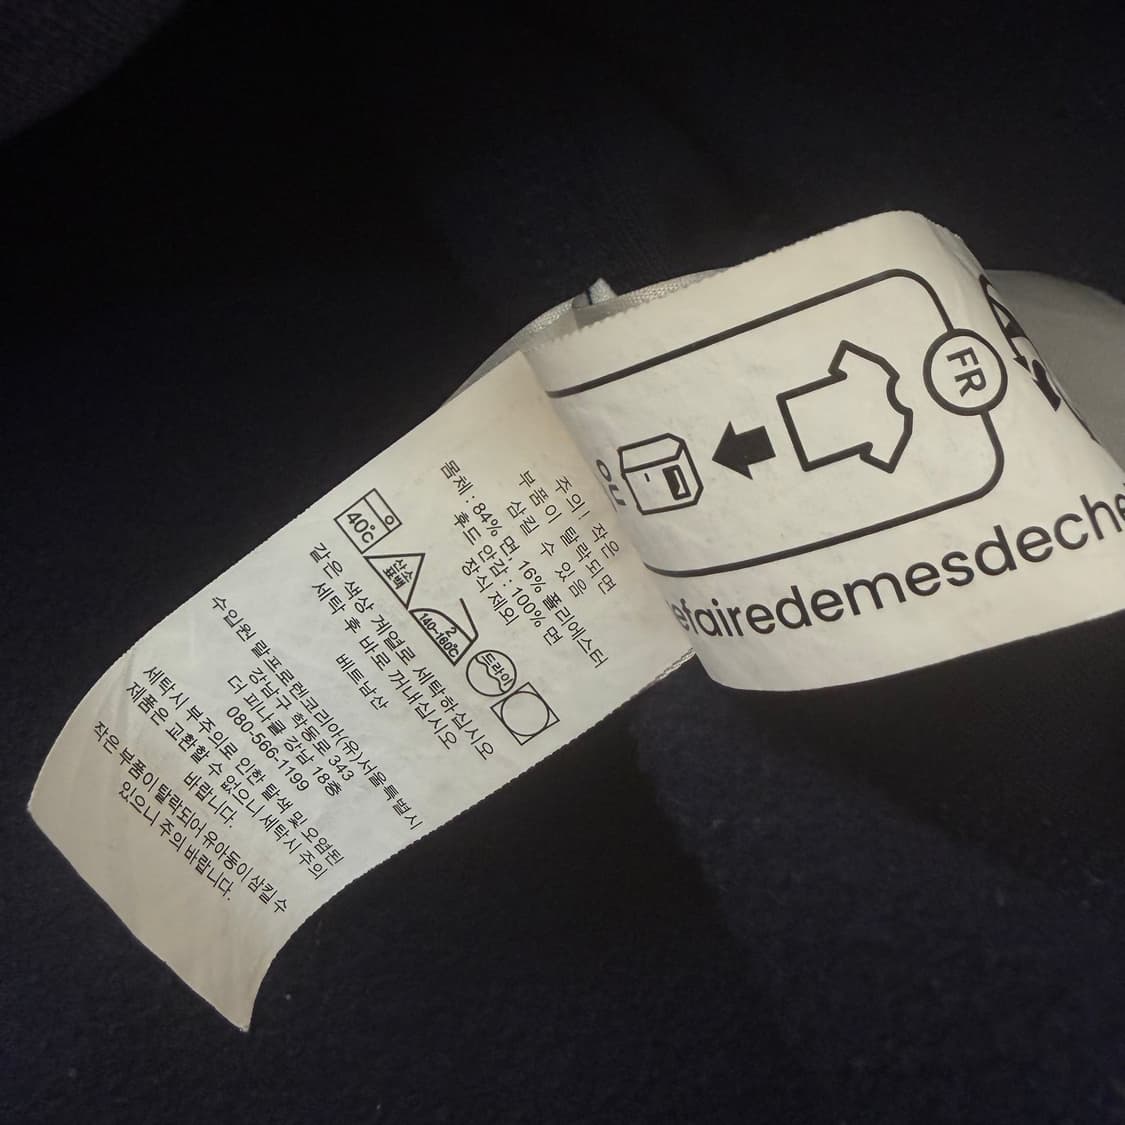 주의! 작은
부품이 탈락되면
삼킬 수 있음
몸체 : 84% 면, 16% 폴리에스터
후드 안감 : 100% 면
장식 제외
40℃
산소
표백
2
140~160℃
드라이
같은 색상 계열로 세탁하십시오
세탁 후 바로 꺼내십시오
베트남산
수입원 랄프로렌코리아(유)서울특별시
강남구 학동로 343
더 피나클 강남 18층
080-566-1199
세탁시 부주의로 인한 탈색 및 오염된
제품은 교환할 수 없으니 세탁시 주의
바랍니다.
작은 부품이 탈락되어 유아동이 삼킬 수
있으니 주의 바랍니다.
FR
OU
efairedemesdeche